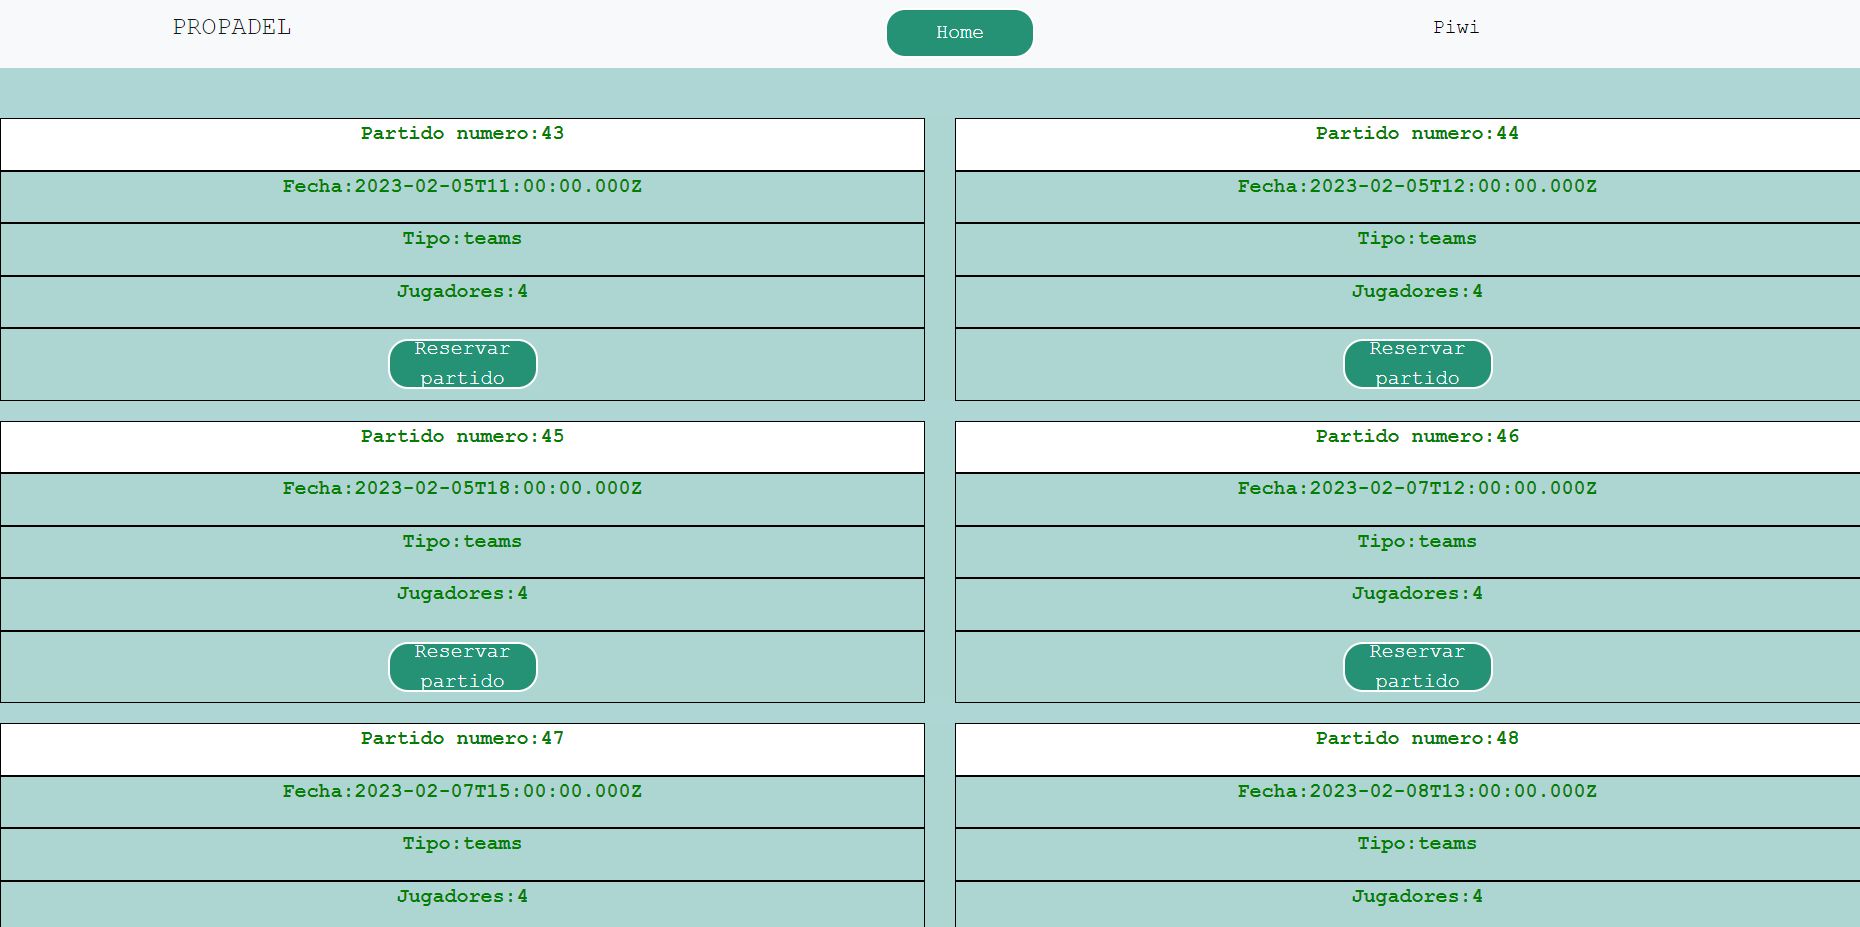 PROPADEL
Home
Piwi
Partido numero:43
Fecha:2023-02-05T11:00:00.000Z
Tipo:teams
Jugadores:4
Reservar
partido
Partido numero:44
Fecha:2023-02-05T12:00:00.000Z
Tipo:teams
Jugadores:4
Reservar
partido
Partido numero:45
Fecha:2023-02-05T18:00:00.000Z
Tipo:teams
Jugadores:4
Reservar
partido
Partido numero:46
Fecha:2023-02-07T12:00:00.000Z
Tipo:teams
Jugadores:4
Reservar
partido
Partido numero:47
Fecha:2023-02-07T15:00:00.000Z
Tipo:teams
Jugadores:4
Partido numero:48
Fecha:2023-02-08T13:00:00.000Z
Tipo:teams
Jugadores:4